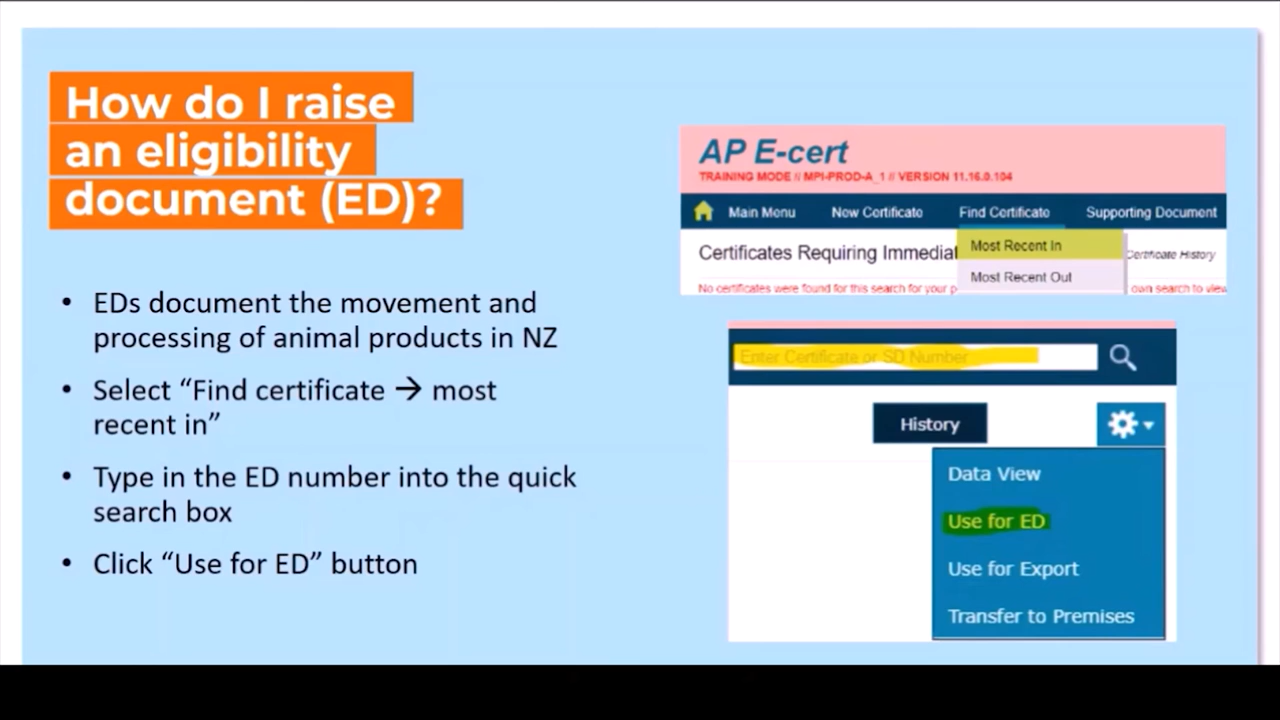 How do I raise
an eligibility
document (ED)?
• EDs document the movement and
processing of animal products in NZ
• Select “Find certificate → most
recent in”
• Type in the ED number into the quick
search box
• Click “Use for ED” button
AP E-cert
TRAINING MODE // MPI-PROD-A_1 // VERSION 11.16.0.104
Main Menu New Certificate Find Certificate Supporting Document
Certificates Requiring Immediat Most Recent In Certificate History
Most Recent Out
No certificates were found for this search for your p own search to view
Enter Certificate or SD Number
History
Data View
Use for ED
Use for Export
Transfer to Premises